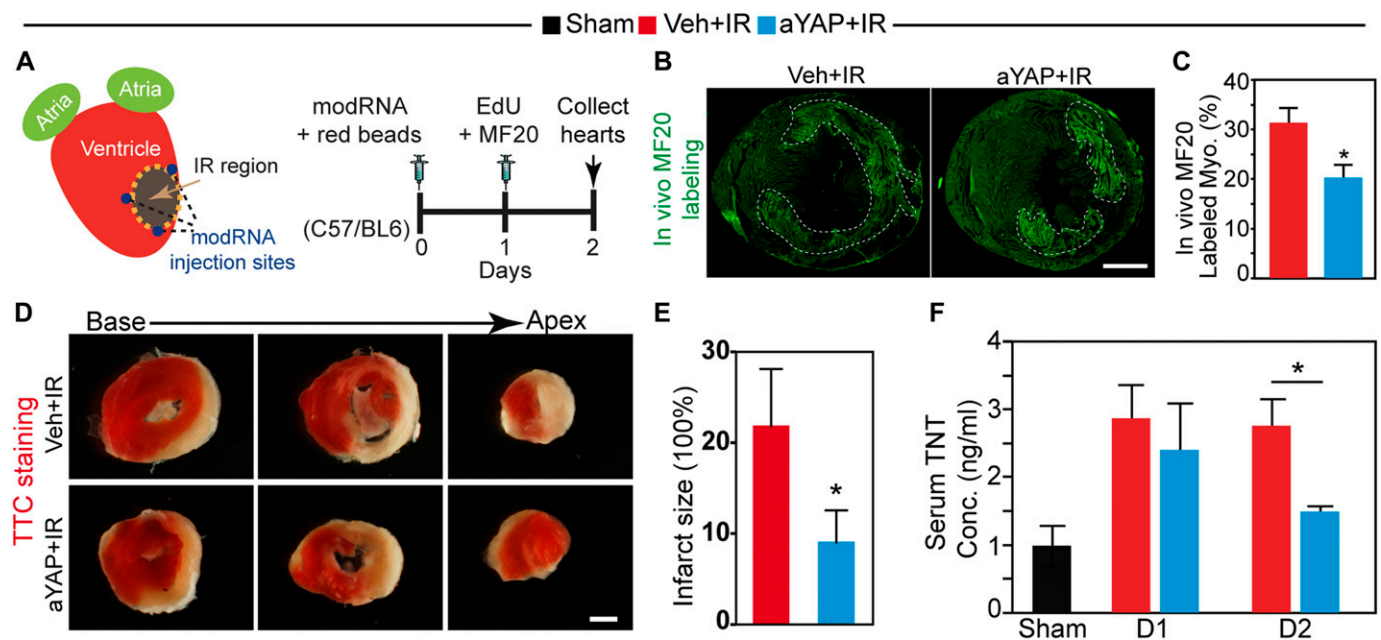 Sham Veh+IR aYAP+IR
A
Atria
Atria
Ventricle
IR region
modRNA
injection sites
modRNA
+ red beads
EdU
+ MF20
Collect
hearts
(C57/BL6)
0 1 2
Days
B
Veh+IR aYAP+IR
In vivo MF20
labeling
C
In vivo MF20
Labeled Myo. (%)
40
30
20
10
0
*
D
Base Apex
TTC staining
Veh+IR
aYAP+IR
E
Infarct size (100%)
30
20
10
0
*
F
Serum TNT
Conc. (ng/ml)
4
3
2
1
0
*
Sham D1 D2